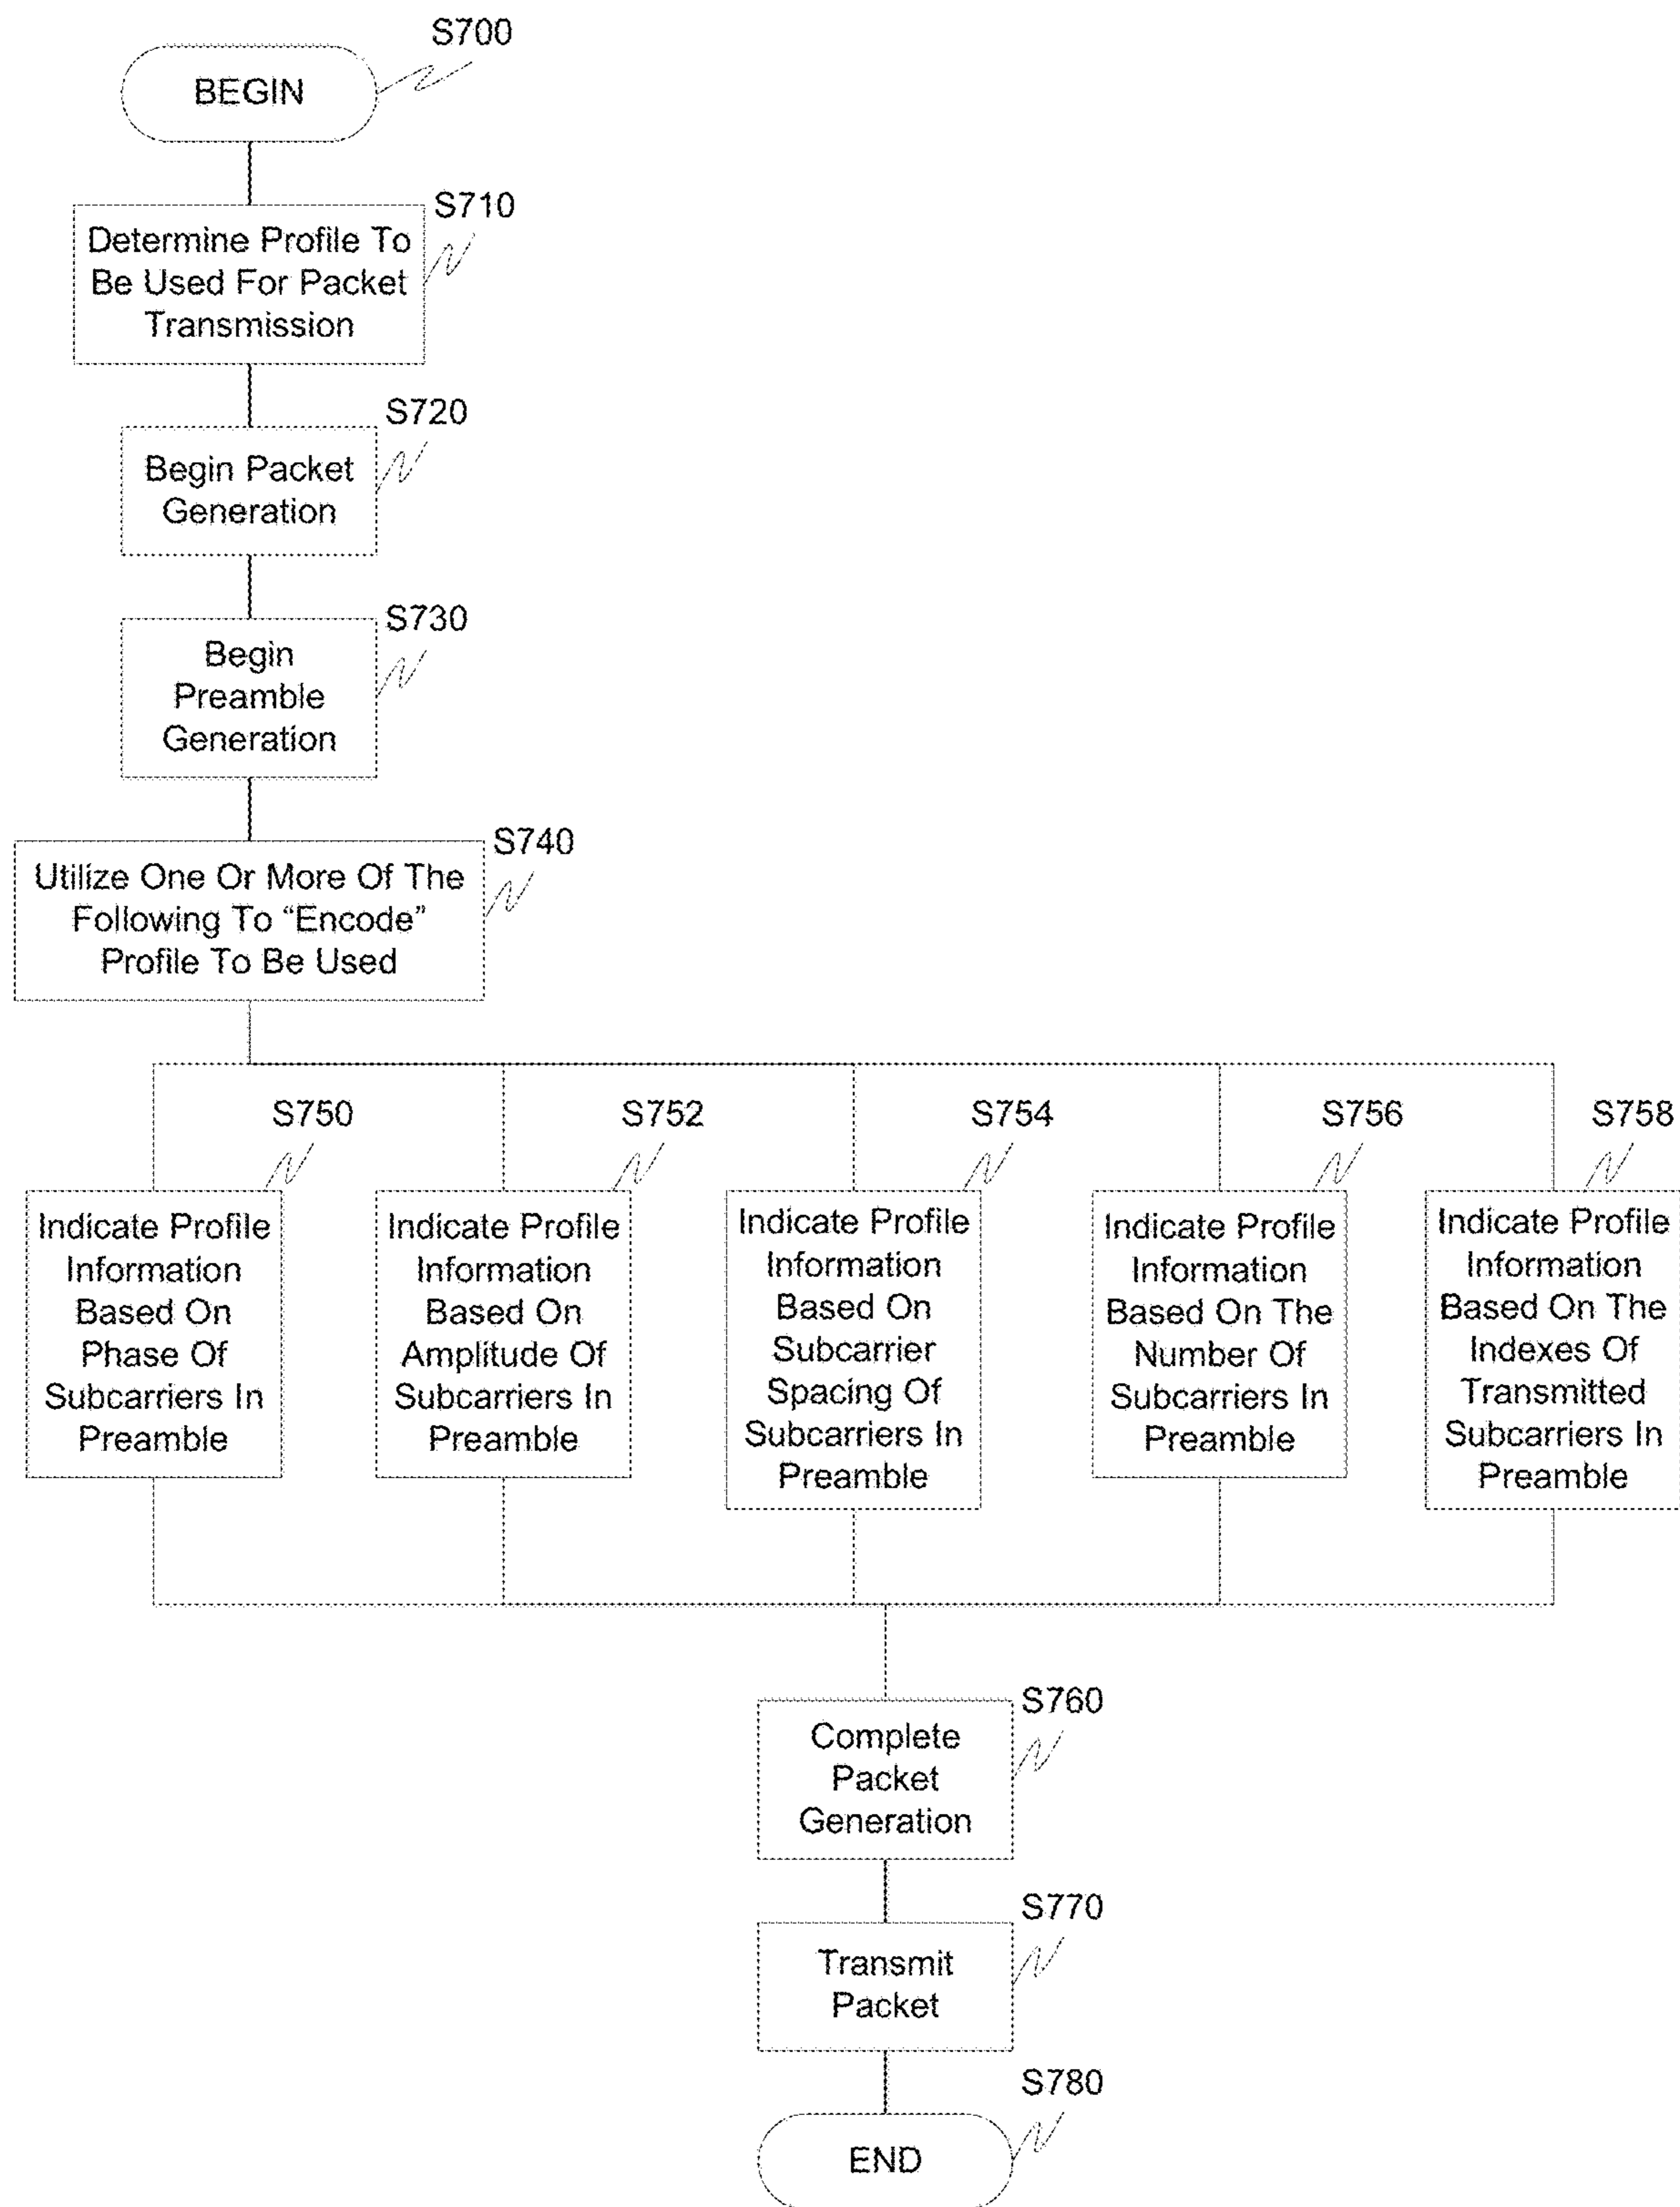 S700
BEGIN
S710
Determine Profile To
Be Used For Packet
Transmission
S720
Begin Packet
Generation
S730
Begin
Preamble
Generation
S740
Utilize One Or More Of The
Following To “Encode”
Profile To Be Used
S750
Indicate Profile
Information
Based On
Phase Of
Subcarriers In
Preamble
S752
Indicate Profile
Information
Based On
Amplitude Of
Subcarriers In
Preamble
S754
Indicate Profile
Information
Based On
Subcarrier
Spacing Of
Subcarriers In
Preamble
S756
Indicate Profile
Information
Based On The
Number Of
Subcarriers In
Preamble
S758
Indicate Profile
Information
Based On The
Indexes Of
Transmitted
Subcarriers In
Preamble
S760
Complete
Packet
Generation
S770
Transmit
Packet
S780
END